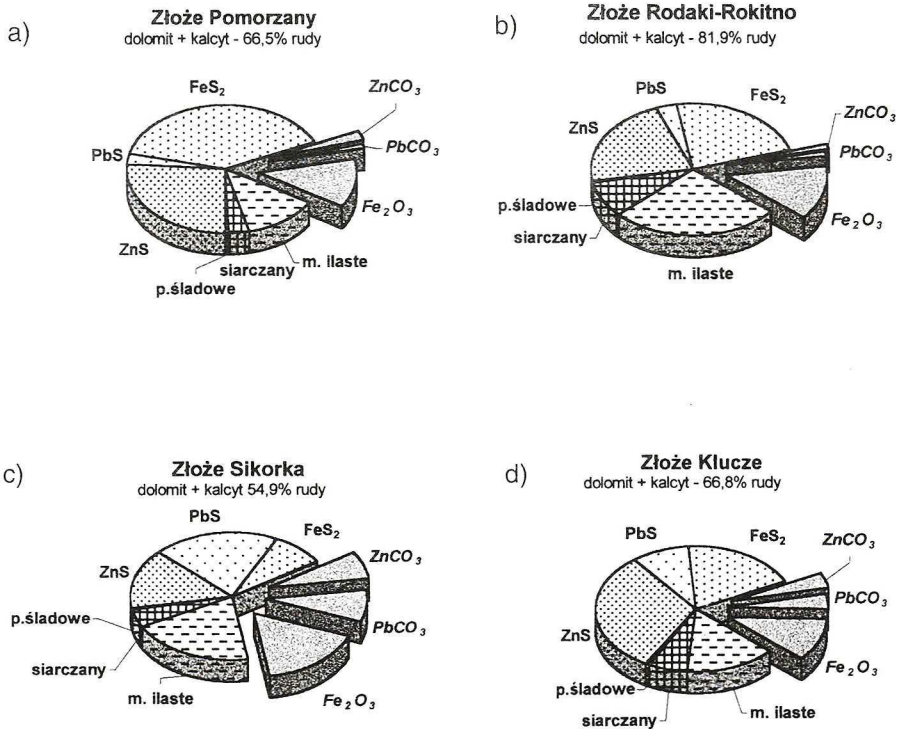 a)
Złoże Pomorzany
dolomit + kalcyt - 66,5% rudy
FeS₂
ZnCO₃
PbS
PbCO₃
Fe₂O₃
ZnS
siarczany
m. ilaste
p.śladowe
b)
Złoże Rodaki-Rokitno
dolomit + kalcyt - 81,9% rudy
PbS
FeS₂
ZnCO₃
ZnS
PbCO₃
p.śladowe
Fe₂O₃
siarczany
m. ilaste
c)
Złoże Sikorka
dolomit + kalcyt 54,9% rudy
PbS
FeS₂
ZnCO₃
ZnS
p.śladowe
PbCO₃
siarczany
m. ilaste
Fe₂O₃
d)
Złoże Klucze
dolomit + kalcyt - 66,8% rudy
PbS
FeS₂
ZnCO₃
PbCO₃
ZnS
Fe₂O₃
p.śladowe
m. ilaste
siarczany